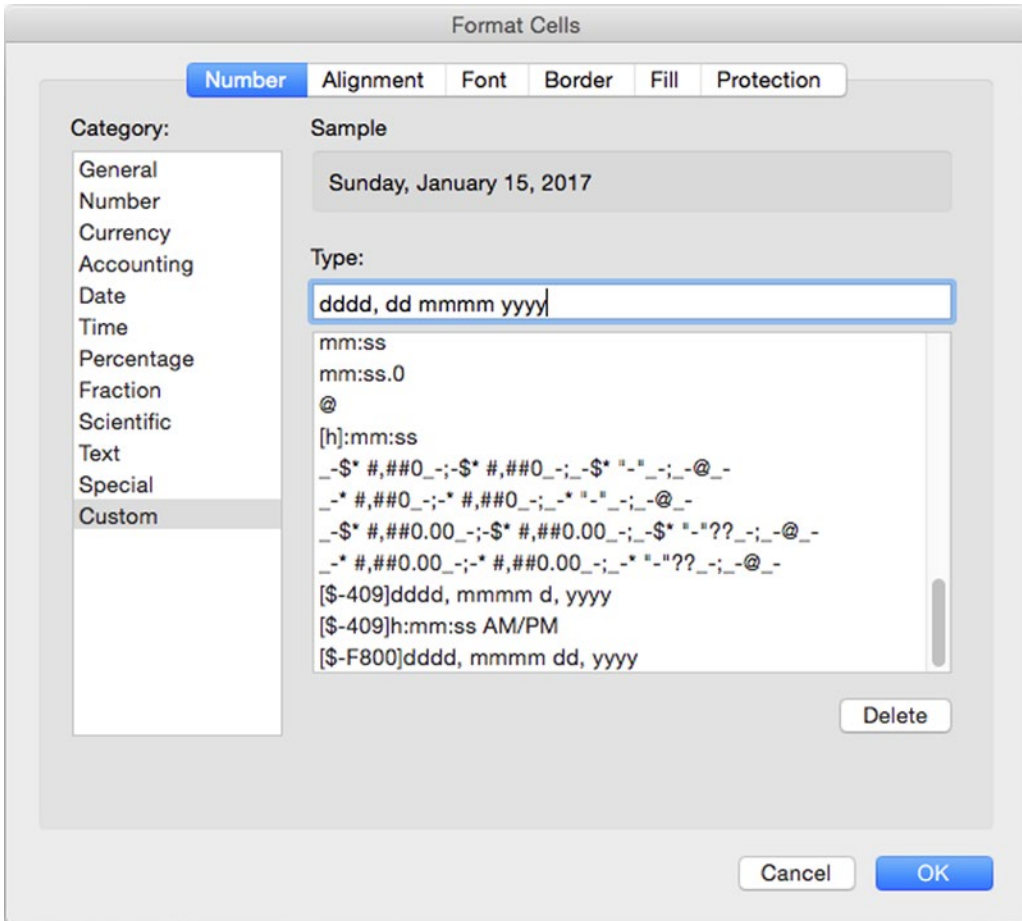 Format Cells
Number Alignment Font Border Fill Protection
Category:
General
Number
Currency
Accounting
Date
Time
Percentage
Fraction
Scientific
Text
Special
Custom
Sample
Sunday, January 15, 2017
Type:
dddd, dd mmmm yyyy
mm:ss
mm:ss.0
@
[h]:mm:ss
_-$* #,##0_-;-$* #,##0_-;_-$* "-"_-;_-@_-
_-* #,##0_-;-* #,##0_-;_-* "-"_-;_-@_-
_-$* #,##0.00_-;-$* #,##0.00_-;_-$* "-"??_-;_-@_-
_-* #,##0.00_-;-* #,##0.00_-;_-* "-"??_-;_-@_-
[$-409]dddd, mmmm d, yyyy
[$-409]h:mm:ss AM/PM
[$-F800]dddd, mmmm dd, yyyy
Delete
Cancel OK